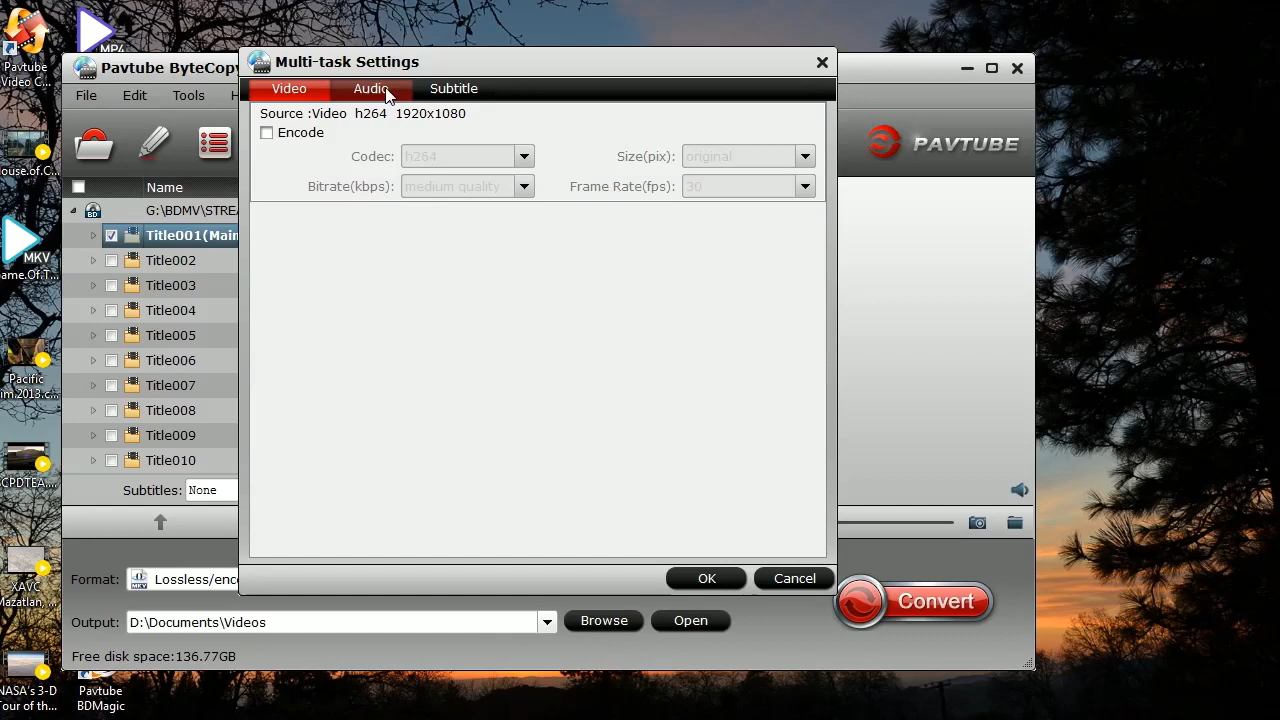 Pavtube
Video C...
MP4
ouse.of.C...
MKV
ame.Of.T...
Pacific
im.2013.c...
CPDTEA....
XAVC
Mazatlan, ...
NASA's 3-D
Tour of th...
Pavtube
BDMagic
Pavtube ByteCopy
File Edit Tools H
PAVTUBE
Name
G:\BDMV\STREA
Title001(Main
Title002
Title003
Title004
Title005
Title006
Title007
Title008
Title009
Title010
Subtitles: None
Multi-task Settings
Video Audio Subtitle
Source :Video h264 1920x1080
Encode
Codec: h264 Size(pix): original
Bitrate(kbps): medium quality Frame Rate(fps): 30
OK Cancel
Format: MKV Lossless/enco
Convert
Output: D:\Documents\Videos Browse Open
Free disk space:136.77GB